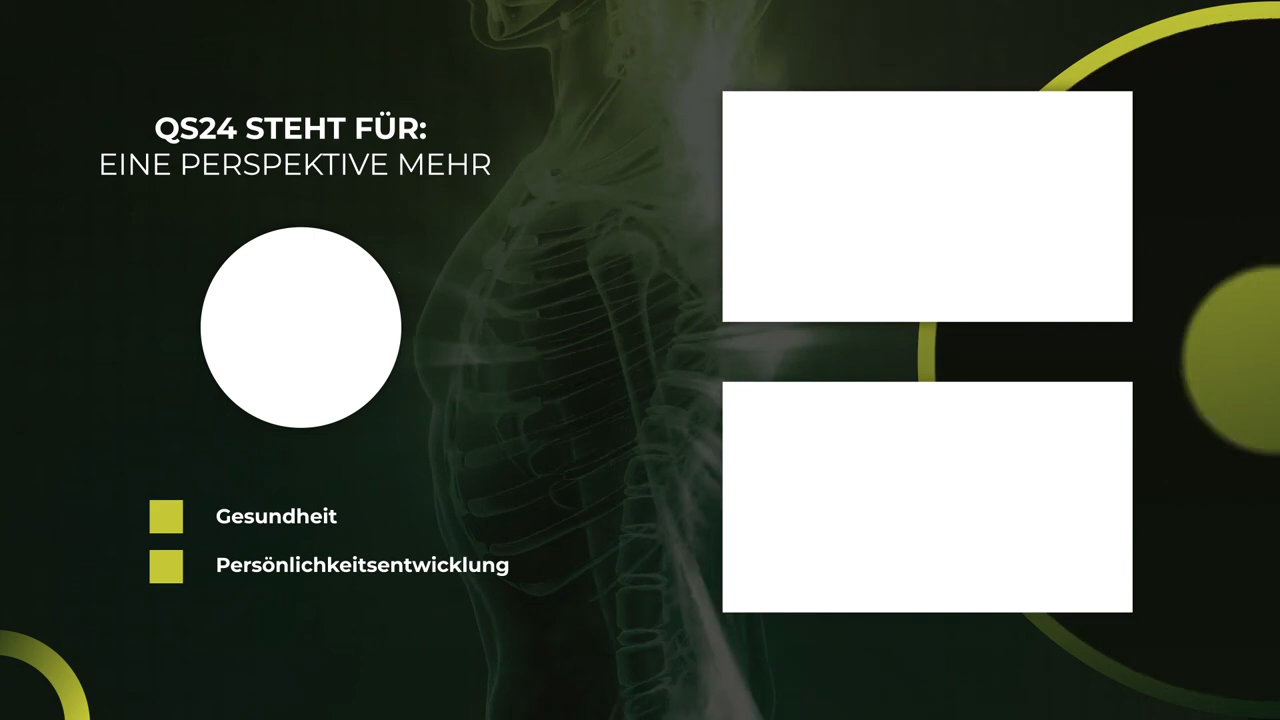 QS24 STEHT FÜR:
EINE PERSPEKTIVE MEHR
Gesundheit
Persönlichkeitsentwicklung